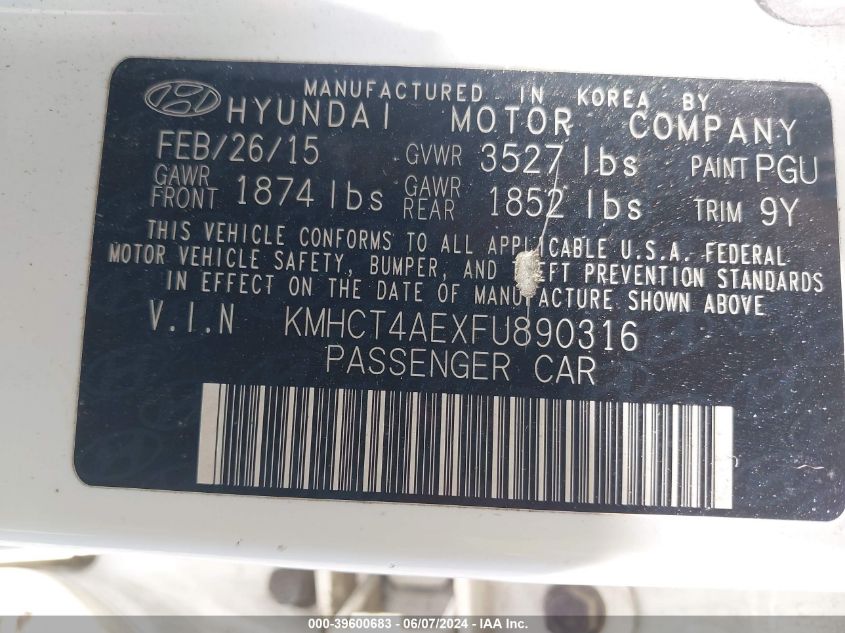 MANUFACTURED IN KOREA BY
HYUNDAI MOTOR COMPANY
FEB/26/15 GVWR 3527 lbs PAINT PGU
GAWR FRONT 1874 lbs GAWR REAR 1852 lbs TRIM 9Y
THIS VEHICLE CONFORMS TO ALL APPLICABLE U.S.A. FEDERAL
MOTOR VEHICLE SAFETY, BUMPER, AND THEFT PREVENTION STANDARDS
IN EFFECT ON THE DATE OF MANUFACTURE SHOWN ABOVE
V.I.N KMHCT4AEXFU890316
PASSENGER CAR
000-39600683 - 06/07/2024 - IAA Inc.